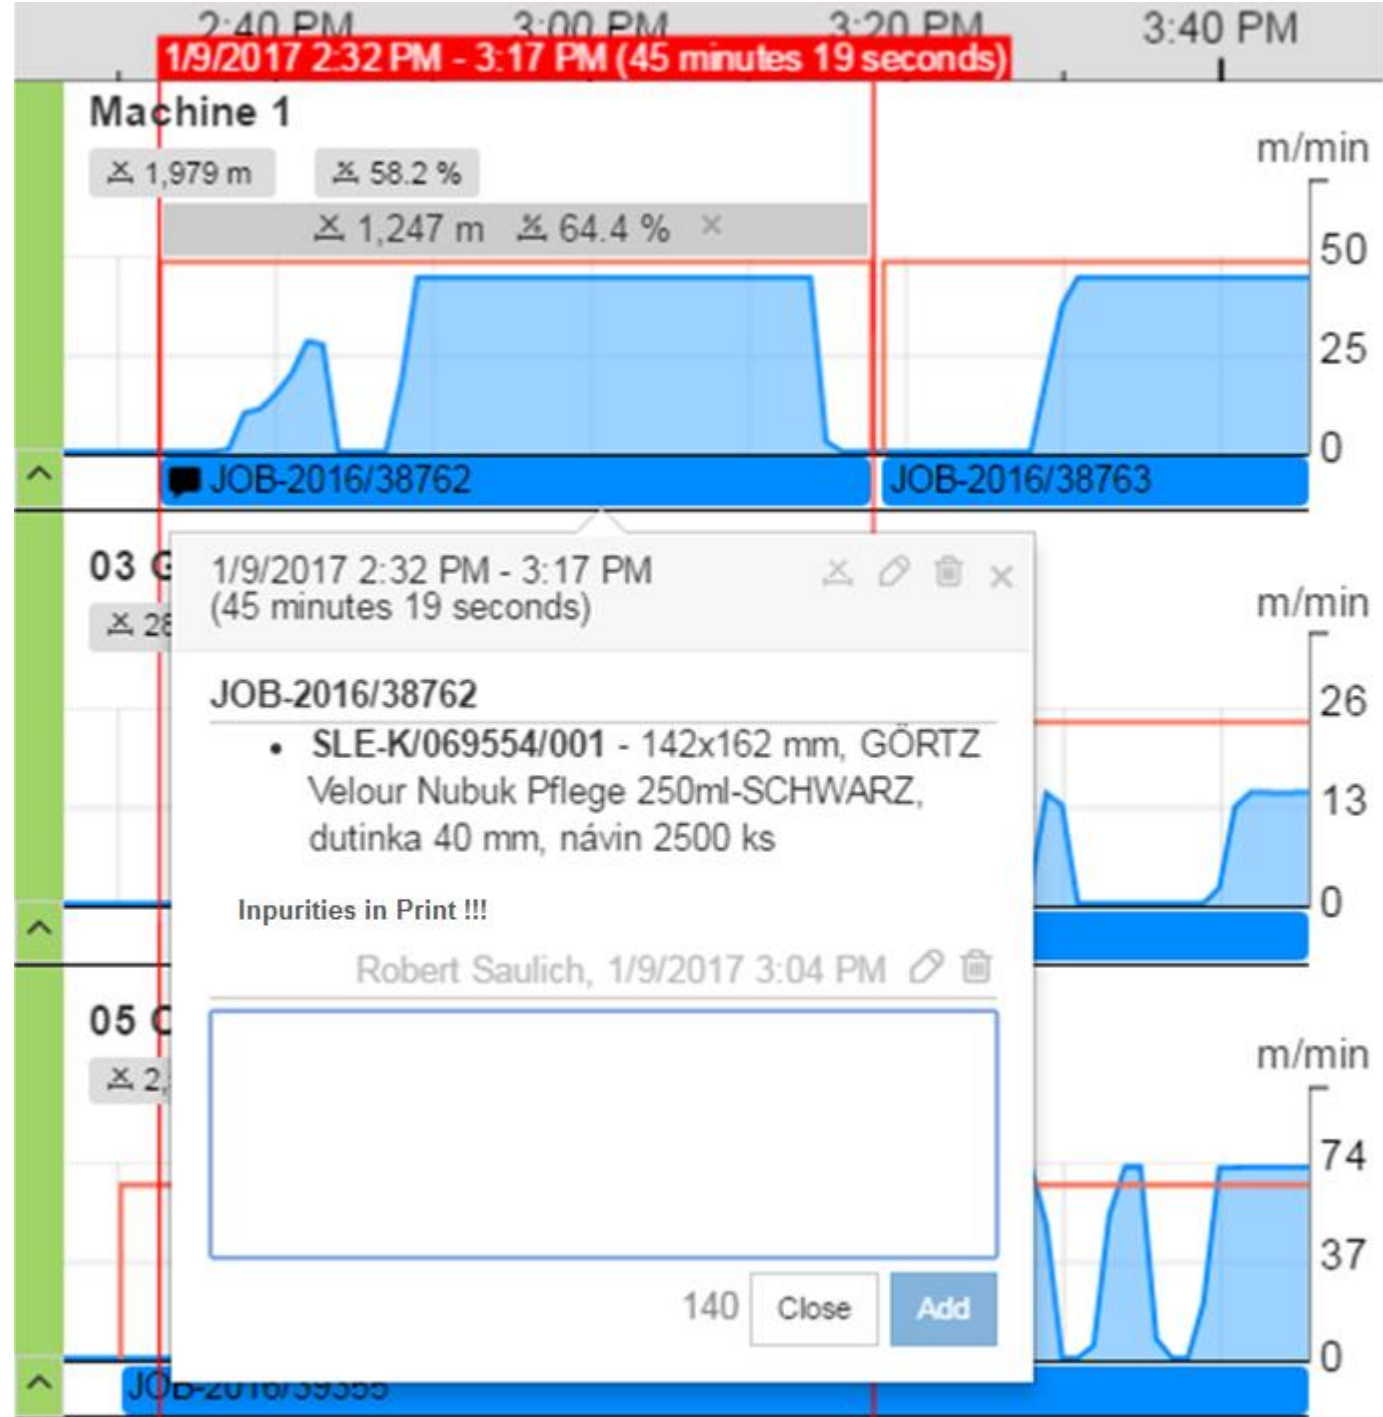 2:40 PM 3:00 PM 3:20 PM 3:40 PM
1/9/2017 2:32 PM - 3:17 PM (45 minutes 19 seconds)
Machine 1
m/min
1,979 m 58.2 %
1,247 m 64.4 %
50
25
0
JOB-2016/38762 JOB-2016/38763
03
1/9/2017 2:32 PM - 3:17 PM
(45 minutes 19 seconds)
m/min
28
JOB-2016/38762
26
SLE-K/069554/001 - 142x162 mm, GÖRTZ
Velour Nubuk Pflege 250ml-SCHWARZ,
13
dutinka 40 mm, návin 2500 ks
Inpurities in Print !!!
0
Robert Saulich, 1/9/2017 3:04 PM
05
m/min
2,
74
37
140 Close Add
0
JOB-2016/39355